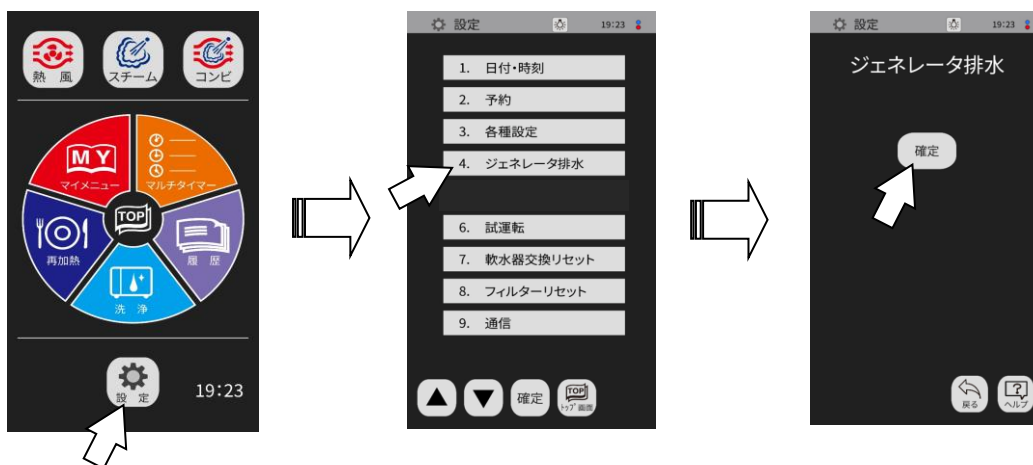 熱 風
スチーム
コンビ
MY
マイメニュー
マルチタイマー
TOP
再加熱
履 歴
洗 浄
設 定
19:23
設定
19:23
1. 日付・時刻
2. 予約
3. 各種設定
4. ジェネレータ排水
6. 試運転
7. 軟水器交換リセット
8. フィルターリセット
9. 通信
確定
TOP
トップ画面
設定
19:23
ジェネレータ排水
確定
戻る
?
ヘルプ